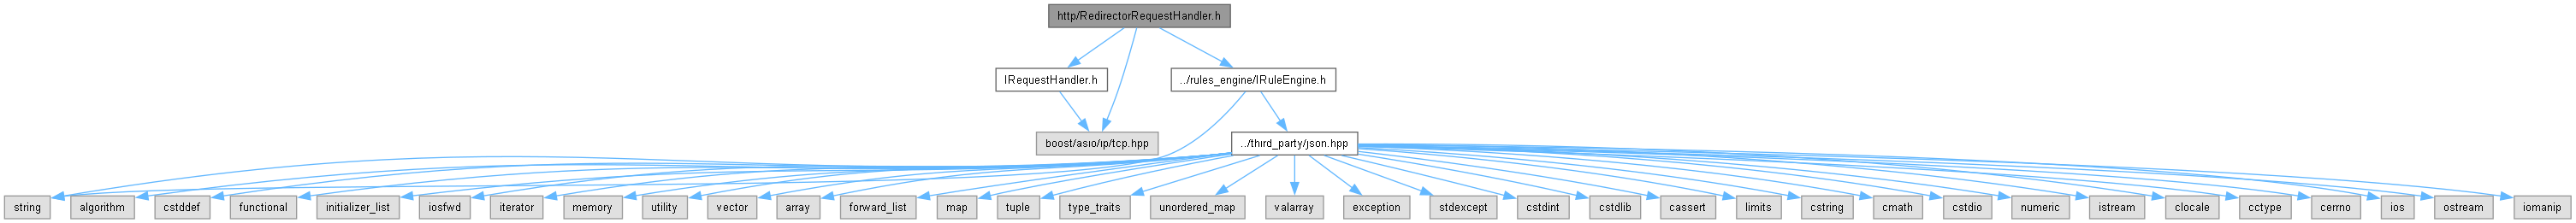 http/RedirectorRequestHandler.h
IRequestHandler.h
../rules_engine/IRuleEngine.h
boost/asio/ip/tcp.hpp
../third_party/json.hpp
string
algorithm
cstddef
functional
initializer_list
iosfwd
iterator
memory
utility
vector
array
forward_list
map
tuple
type_traits
unordered_map
valarray
exception
stdexcept
cstdint
cstdlib
cassert
limits
cstring
cmath
cstdio
numeric
istream
clocale
cctype
cerrno
ios
ostream
iomanip